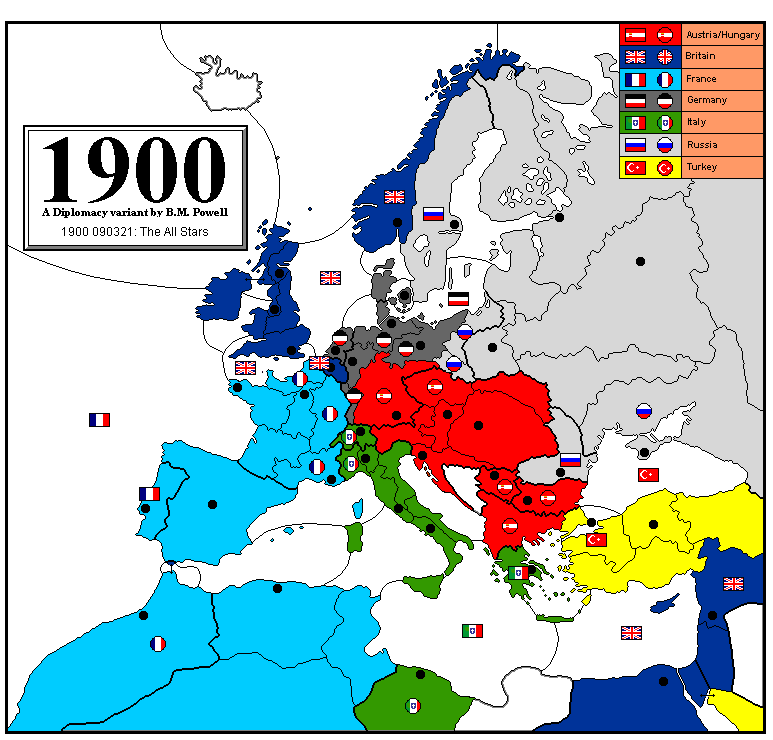 1900
A Diplomacy variant by B.M. Powell
1900 090321: The All Stars
Austria/Hungary
Britain
France
Germany
Italy
Russia
Turkey